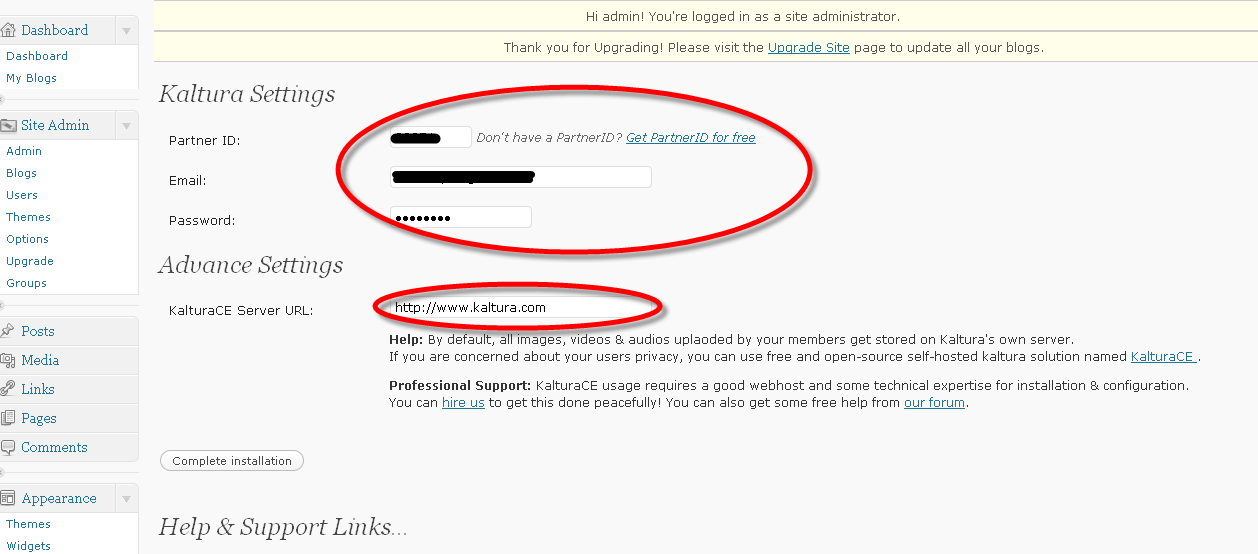 Hi admin! You're logged in as a site administrator.
Thank you for Upgrading! Please visit the Upgrade Site page to update all your blogs.
Dashboard
Dashboard
My Blogs
Site Admin
Admin
Blogs
Users
Themes
Options
Upgrade
Groups
Posts
Media
Links
Pages
Comments
Appearance
Themes
Widgets
Kaltura Settings
Partner ID:
Don't have a PartnerID? Get PartnerID for free
Email:
Password:
Advance Settings
KalturaCE Server URL:
http://www.kaltura.com
Help: By default, all images, videos & audios uplaoded by your members get stored on Kaltura's own server.
If you are concerned about your users privacy, you can use free and open-source self-hosted kaltura solution named KalturaCE .
Professional Support: KalturaCE usage requires a good webhost and some technical expertise for installation & configuration.
You can hire us to get this done peacefully! You can also get some free help from our forum.
Complete installation
Help & Support Links...